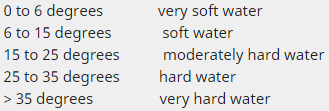 0 to 6 degrees very soft water
6 to 15 degrees soft water
15 to 25 degrees moderately hard water
25 to 35 degrees hard water
> 35 degrees very hard water